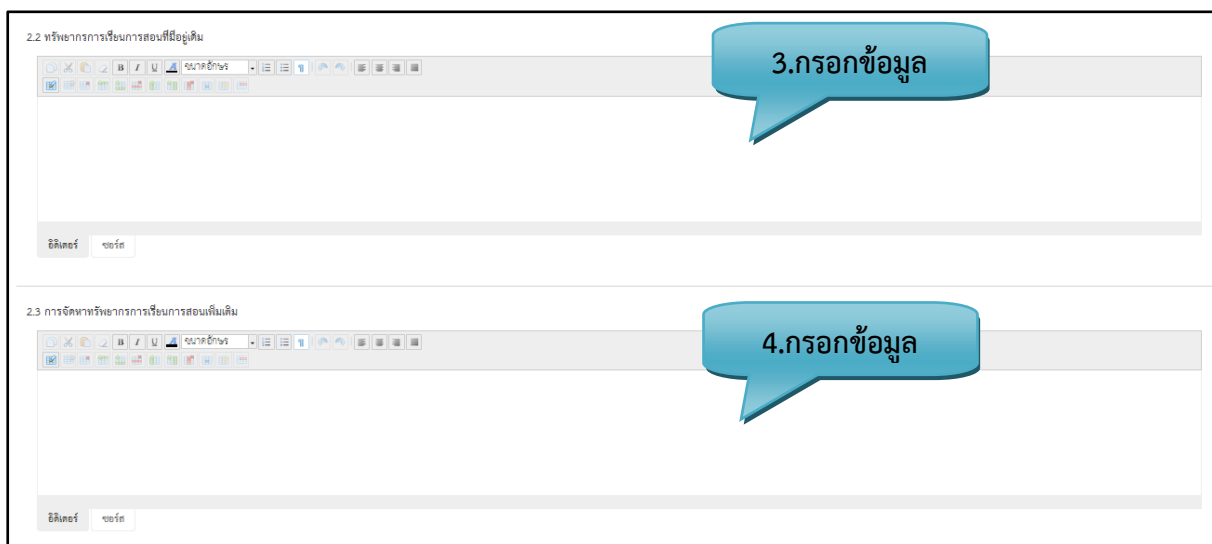 2.2 ทรัพยากรการเรียนการสอนที่มีอยู่เดิม
3.กรอกข้อมูล
B I U A ขนาดอักษร
อิดิเตอร์ ซอร์ส
2.3 การจัดหาทรัพยากรการเรียนการสอนเพิ่มเติม
4.กรอกข้อมูล
B I U A ขนาดอักษร
อิดิเตอร์ ซอร์ส